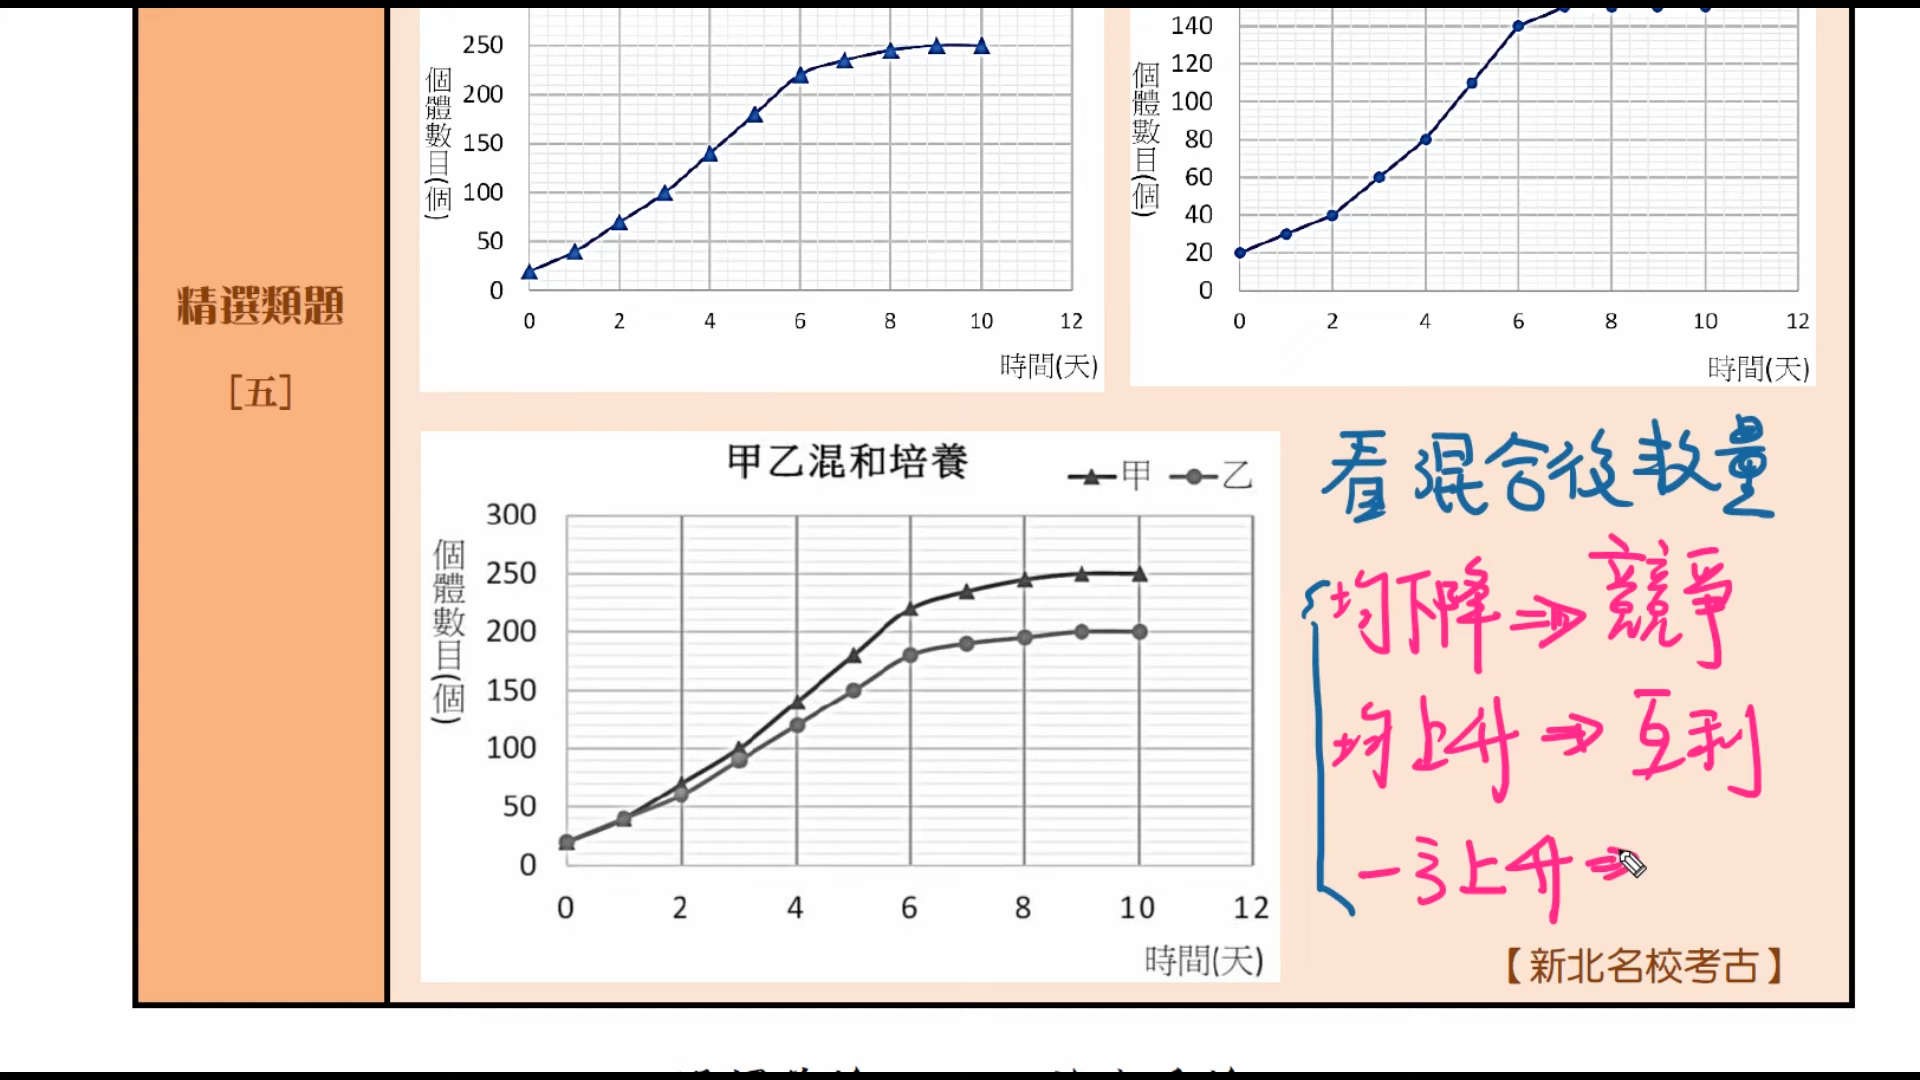 精選類題
[五]
250
200
150
100
50
0
個體數目(個)
0 2 4 6 8 10 12
時間(天)
140
120
100
80
60
40
20
0
個體數目(個)
0 2 4 6 8 10 12
時間(天)
甲乙混和培養
甲 乙
300
250
200
150
100
50
0
個體數目(個)
0 2 4 6 8 10 12
時間(天)
看混合後數量
均下降⇒競爭
均上升⇒互利
一方上升⇒
【新北名校考古】